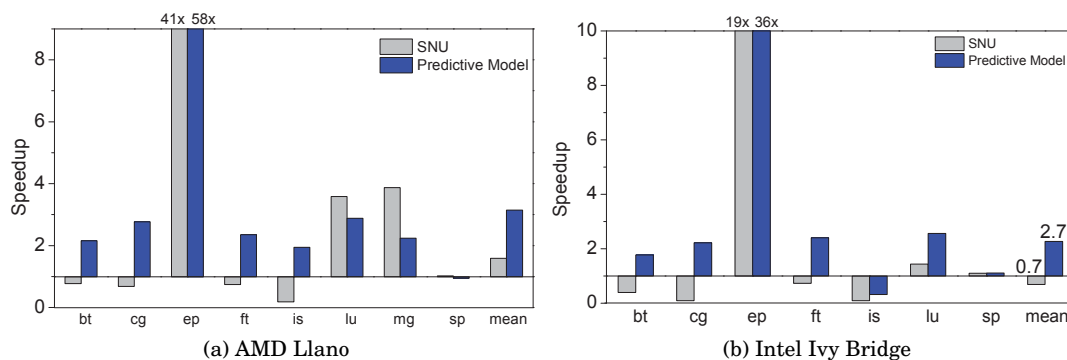 41x 58x
SNU
Predictive Model
Speedup
8
6
4
2
0
bt cg ep ft is lu mg sp mean
(a) AMD Llano
19x 36x
SNU
Predictive Model
Speedup
10
8
6
4
2
0
2.7
0.7
bt cg ep ft is lu sp mean
(b) Intel Ivy Bridge